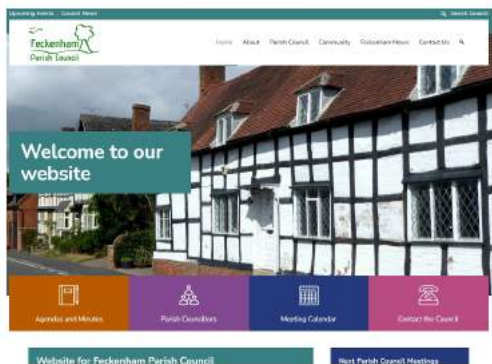 Upcoming Events Council News
Search Council
Feckenham
Parish Council
Home About Parish Council Community Feckenham News Contact Us
Welcome to our
website
Agendas and Minutes
Parish Councillors
Meeting Calendar
Contact the Council
Website for Feckenham Parish Council
Next Parish Council Meetings